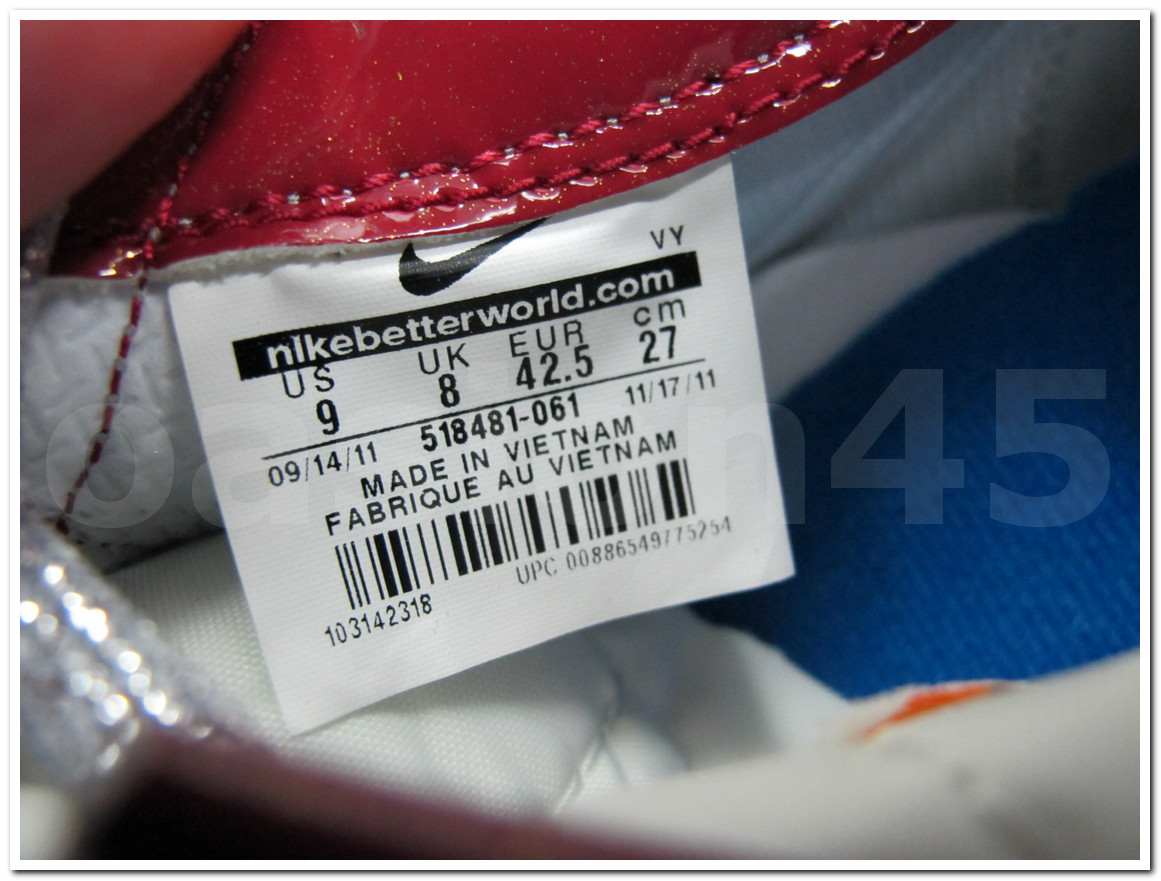 VY
nikebetterworld.com
US UK EUR cm
9 8 42.5 27
09/14/11 518481-061 11/17/11
MADE IN VIETNAM
FABRIQUE AU VIETNAM
UPC 00886549775254
103142318